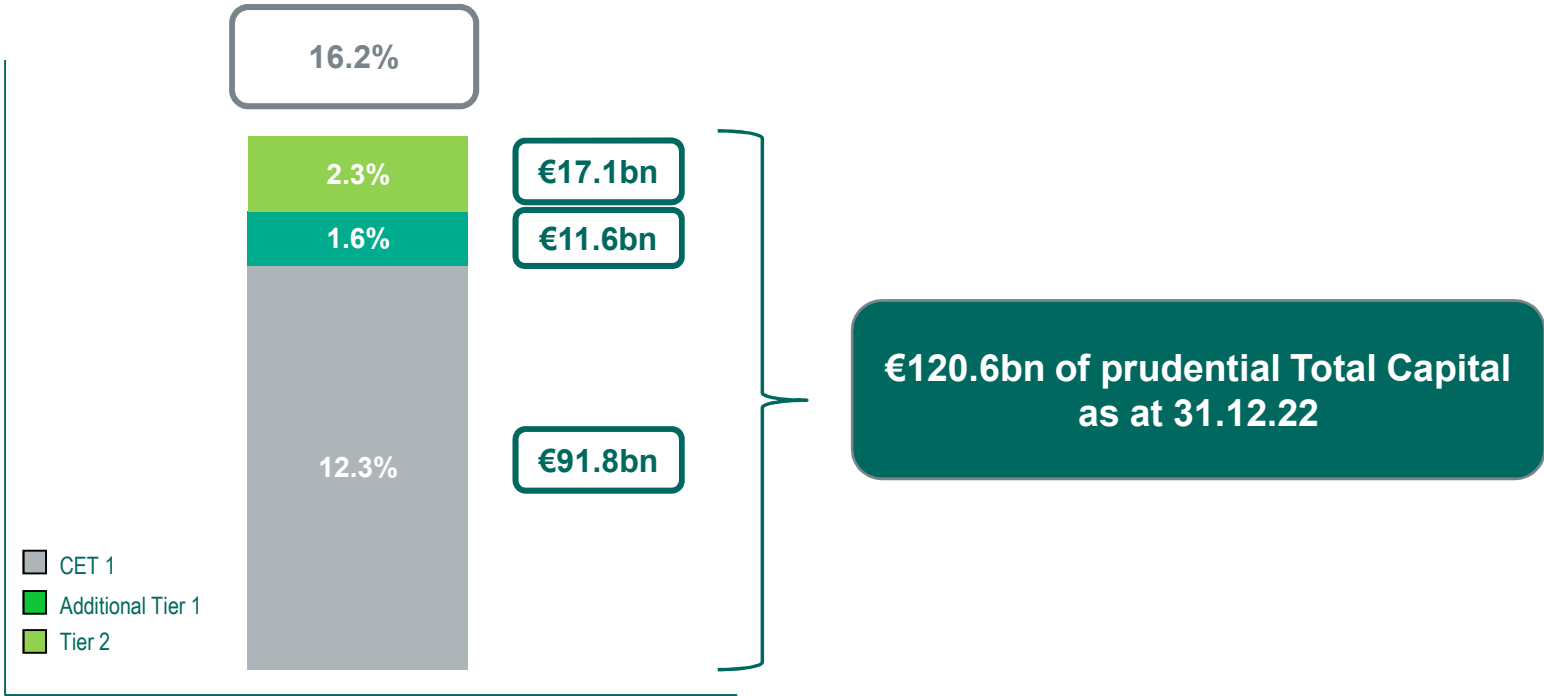 16.2%
2.3%
€17.1bn
1.6%
€11.6bn
€120.6bn of prudential Total Capital
as at 31.12.22
12.3%
€91.8bn
CET 1
Additional Tier 1
Tier 2